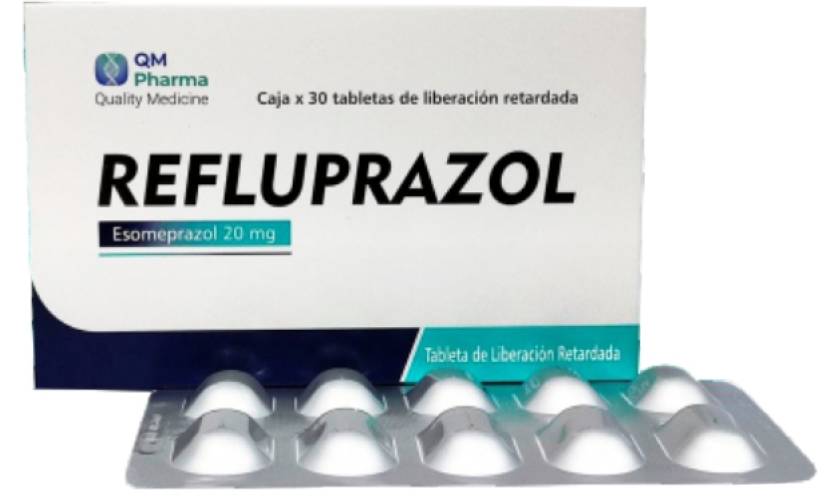 QM
Pharma
Quality Medicine
Caja x 30 tabletas de liberación retardada
REFLUPRAZOL
Esomeprazol 20 mg
Tableta de Liberación Retardada